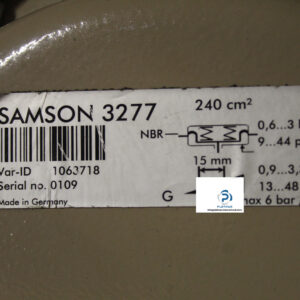 SAMSON 3277
240 cm²
NBR
0,6...3
9...44 p
15 mm
Var-ID 1063718
Serial no. 0109
Made in Germany
G
0,9...3,
13...48
max 6 bar